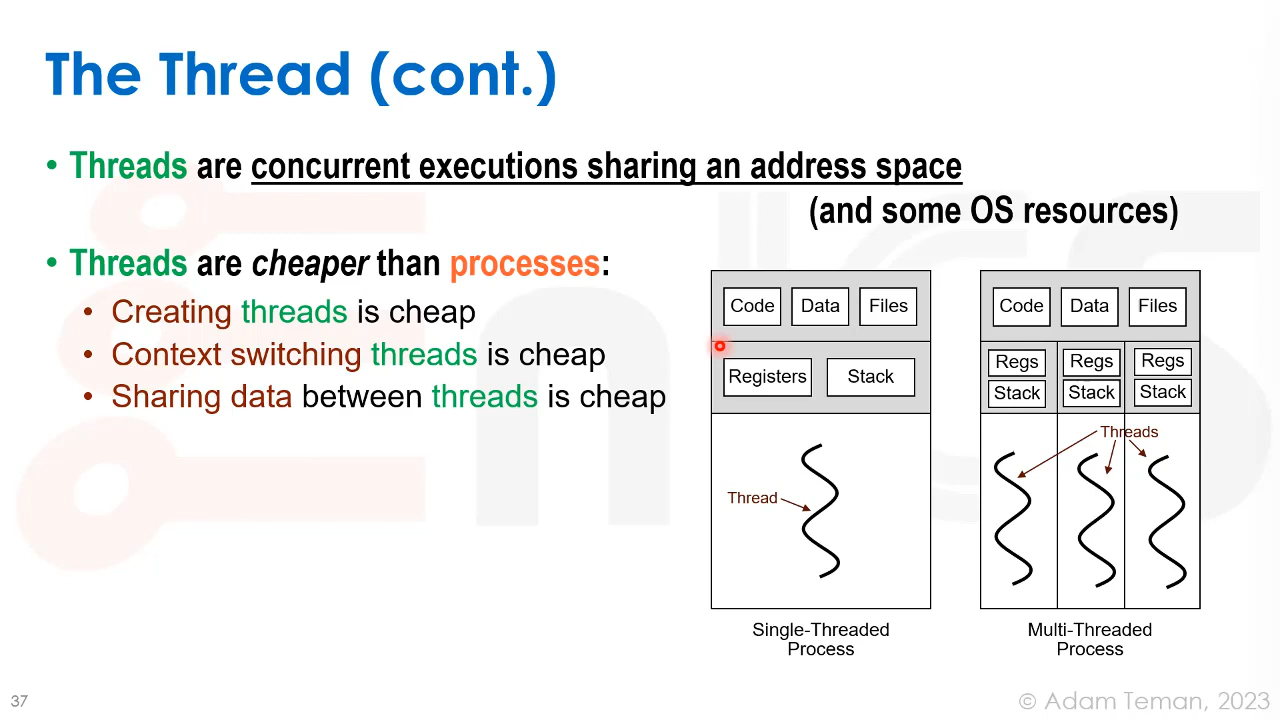 The Thread (cont.)
• Threads are concurrent executions sharing an address space
(and some OS resources)
• Threads are cheaper than processes:
• Creating threads is cheap
• Context switching threads is cheap
• Sharing data between threads is cheap
Code Data Files
Registers Stack
Thread
Single-Threaded
Process
Code Data Files
Regs Regs Regs
Stack Stack Stack
Threads
Multi-Threaded
Process
37
© Adam Teman, 2023